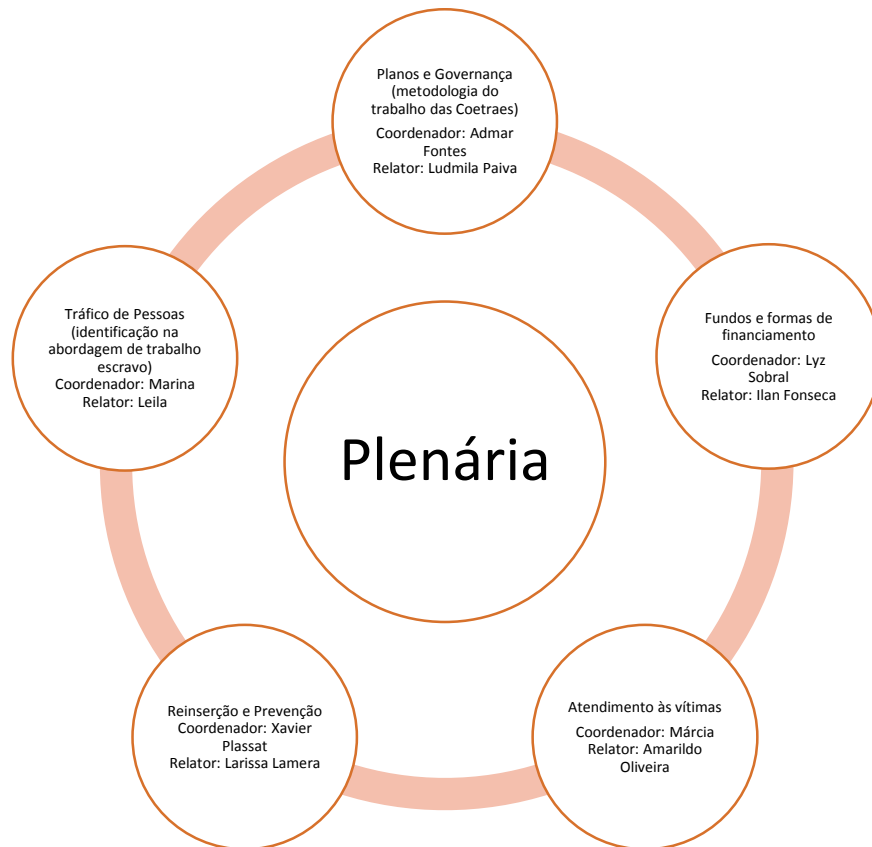 Planos e Governança
(metodologia do
trabalho das Coetraes)
Coordenador: Admar
Fontes
Relator: Ludmila Paiva
Fundos e formas de
financiamento
Coordenador: Lyz
Sobral
Relator: Ilan Fonseca
Atendimento às vítimas
Coordenador: Márcia
Relator: Amarildo
Oliveira
Reinserção e Prevenção
Coordenador: Xavier
Plassat
Relator: Larissa Lamera
Tráfico de Pessoas
(identificação na
abordagem de trabalho
escravo)
Coordenador: Marina
Relator: Leila
Plenária